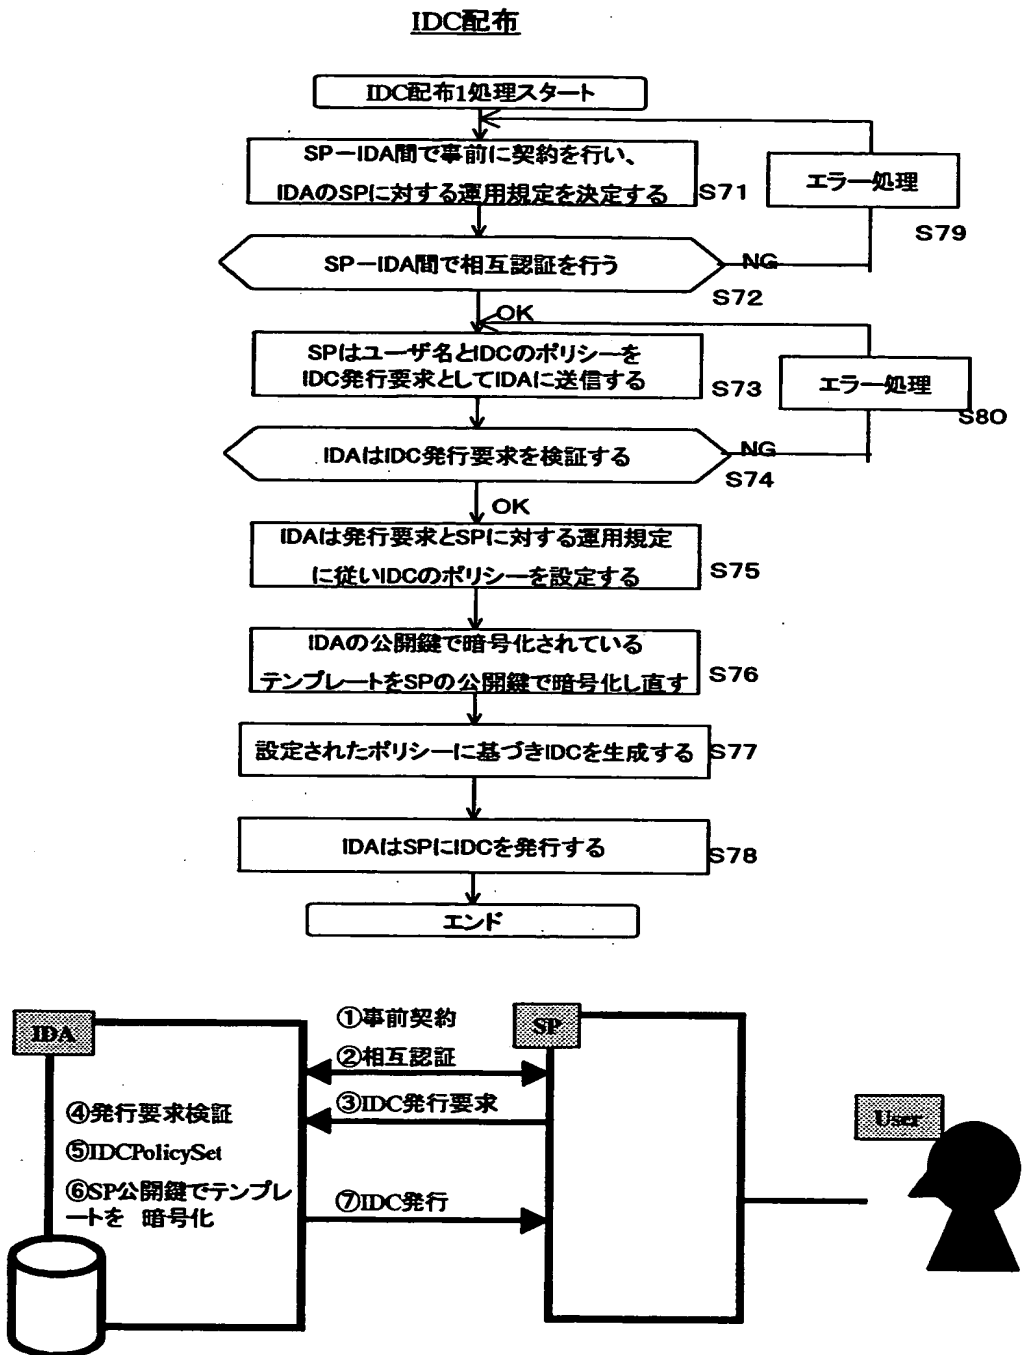 IDC配布
IDC配布1処理スタート
SP－IDA間で事前に契約を行い、
IDAのSPに対する運用規定を決定する
S71
エラー処理
S79
SP－IDA間で相互認証を行う
NG
S72
OK
SPはユーザ名とIDCのポリシーを
IDC発行要求としてIDAに送信する
S73
エラー処理
S80
IDAはIDC発行要求を検証する
NG
S74
OK
IDAは発行要求とSPに対する運用規定
に従いIDCのポリシーを設定する
S75
IDAの公開鍵で暗号化されている
テンプレートをSPの公開鍵で暗号化し直す
S76
設定されたポリシーに基づきIDCを生成する
S77
IDAはSPにIDCを発行する
S78
エンド
IDA
①事前契約
SP
②相互認証
③IDC発行要求
④発行要求検証
User
⑤IDCPolicySet
⑥SP公開鍵でテンプレ
ートを 暗号化
⑦IDC発行